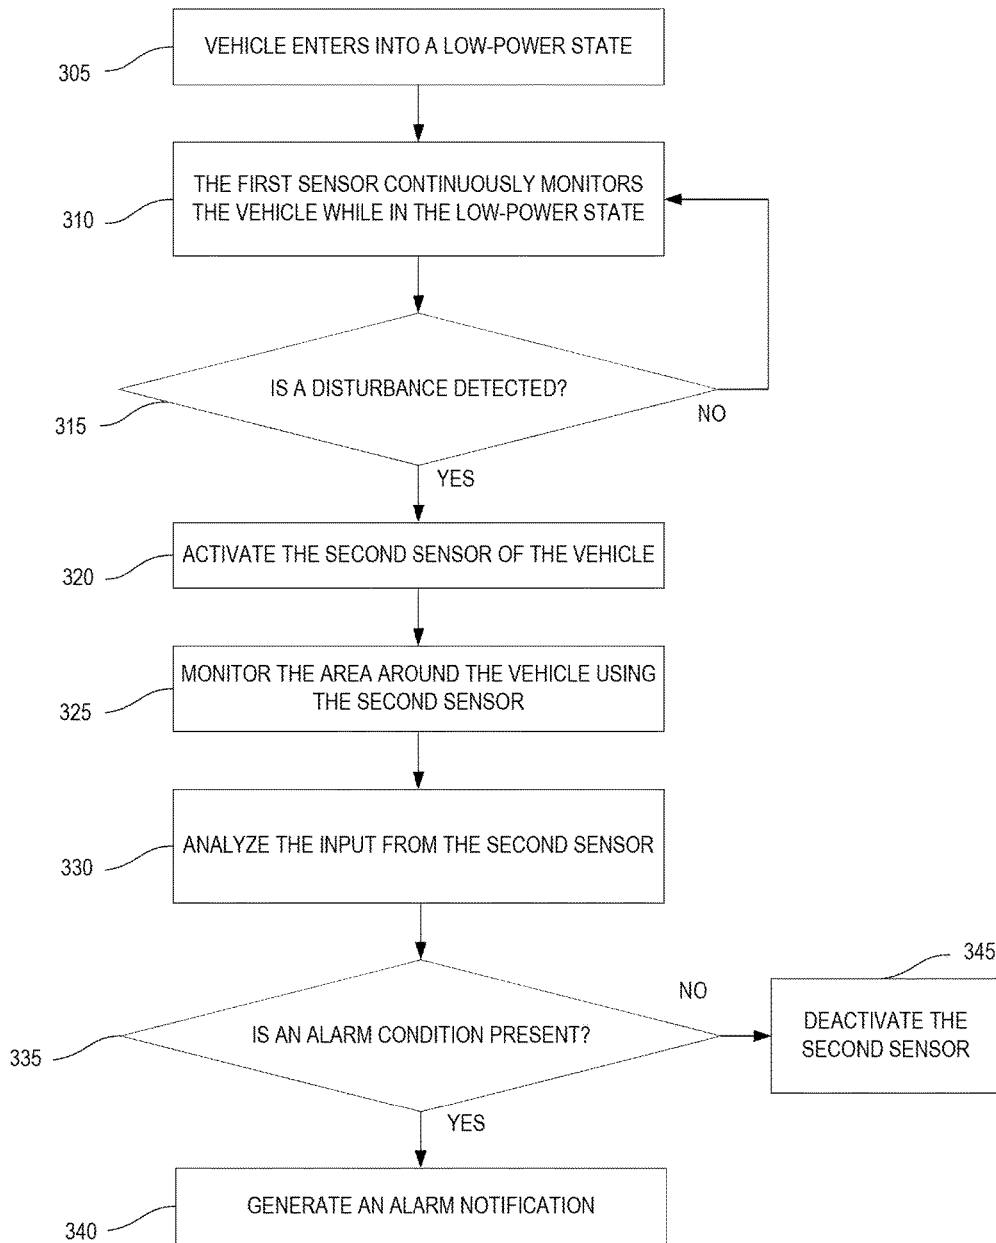 VEHICLE ENTERS INTO A LOW-POWER STATE
305
THE FIRST SENSOR CONTINUOUSLY MONITORS
THE VEHICLE WHILE IN THE LOW-POWER STATE
310
IS A DISTURBANCE DETECTED?
315
NO
YES
ACTIVATE THE SECOND SENSOR OF THE VEHICLE
320
MONITOR THE AREA AROUND THE VEHICLE USING
THE SECOND SENSOR
325
ANALYZE THE INPUT FROM THE SECOND SENSOR
330
345
NO
DEACTIVATE THE
SECOND SENSOR
IS AN ALARM CONDITION PRESENT?
335
YES
GENERATE AN ALARM NOTIFICATION
340